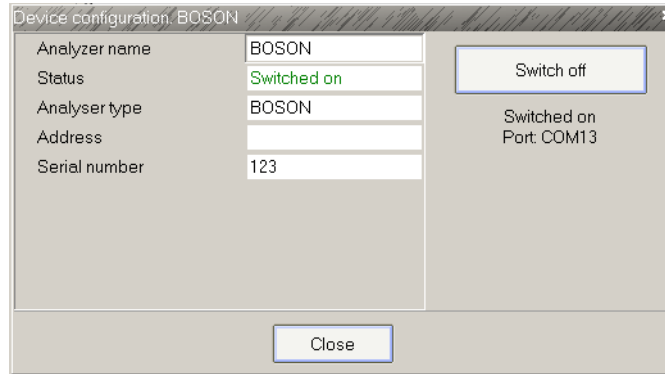 Device configuration. BOSON
Analyzer name BOSON
Status Switched on
Analyser type BOSON
Address
Serial number 123
Switch off
Switched on
Port: COM13
Close